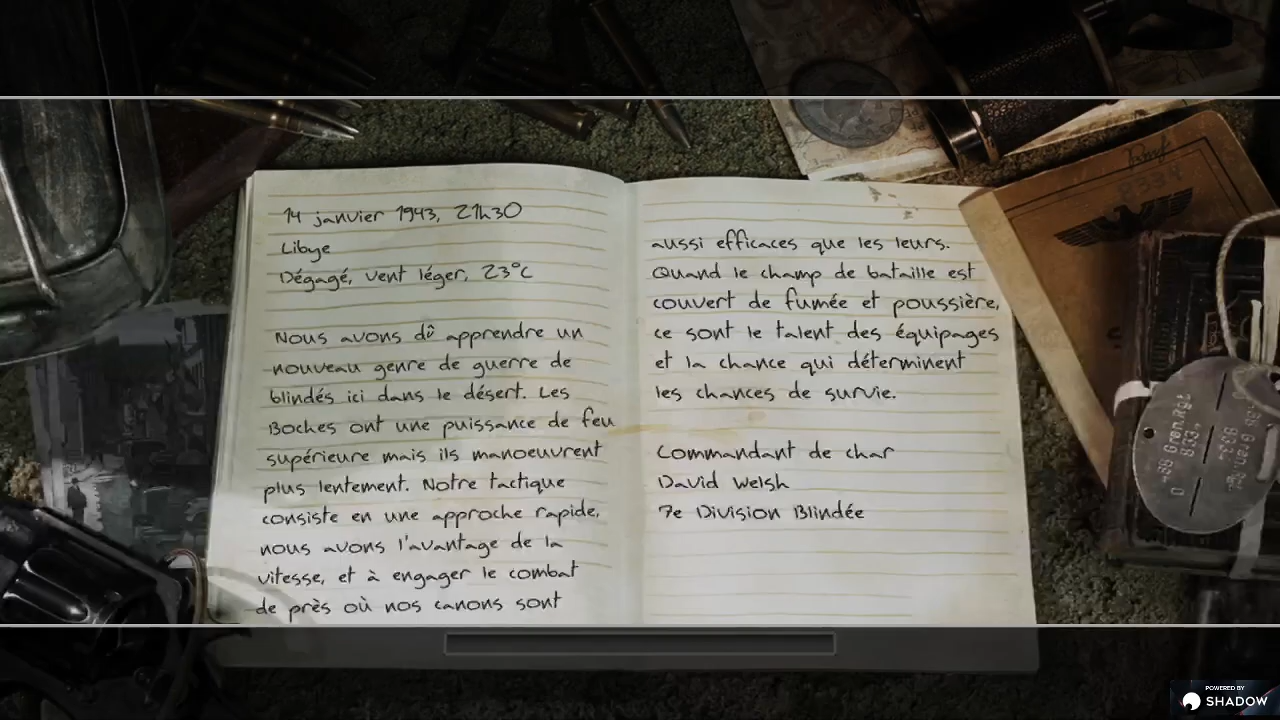 14 janvier 1943, 21h30
Libye
Dégagé, vent léger, 23°C
Nous avons dû apprendre un
nouveau genre de guerre de
blindés ici dans le désert. Les
Boches ont une puissance de feu
supérieure mais ils manoeuvrent
plus lentement. Notre tactique
consiste en une approche rapide,
nous avons l'avantage de la
vitesse, et à engager le combat
de près où nos canons sont
aussi efficaces que les leurs.
Quand le champ de bataille est
couvert de fumée et poussière,
ce sont le talent des équipages
et la chance qui déterminent
les chances de survie.
Commandant de char
David Welsh
7e Division Blindée
POWERED BY
SHADOW